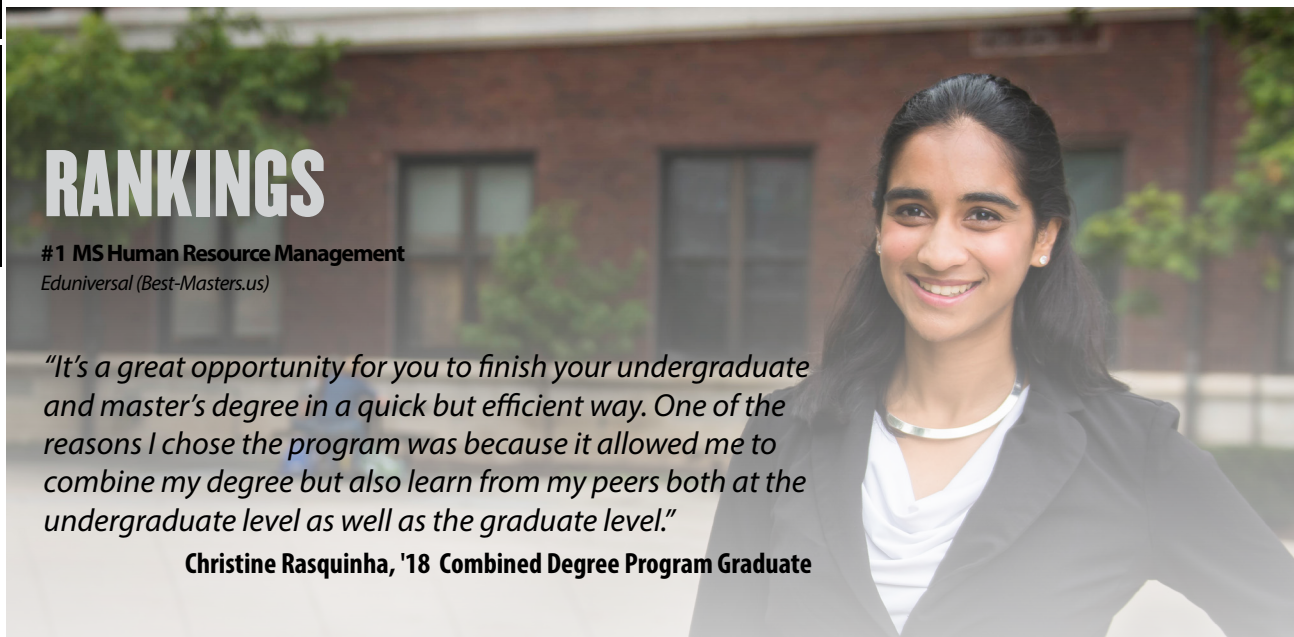 RANKINGS
#1 MS Human Resource Management
Eduniversal (Best-Masters.us)
“It’s a great opportunity for you to finish your undergraduate
and master’s degree in a quick but efficient way. One of the
reasons I chose the program was because it allowed me to
combine my degree but also learn from my peers both at the
undergraduate level as well as the graduate level.”
Christine Rasquinha, '18 Combined Degree Program Graduate